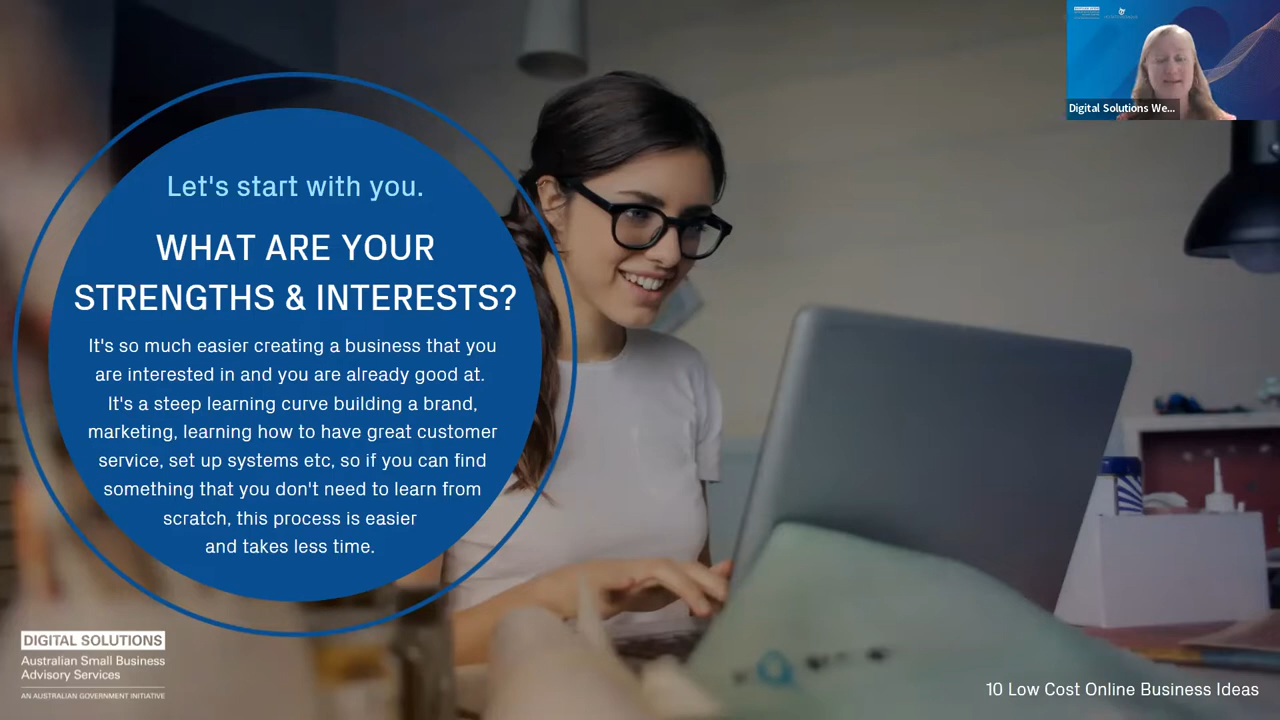 Let's start with you.
WHAT ARE YOUR
STRENGTHS & INTERESTS?
It's so much easier creating a business that you
are interested in and you are already good at.
It's a steep learning curve building a brand,
marketing, learning how to have great customer
service, set up systems etc, so if you can find
something that you don't need to learn from
scratch, this process is easier
and takes less time.
Digital Solutions We...
DIGITAL SOLUTIONS
Australian Small Business
Advisory Services
AN AUSTRALIAN GOVERNMENT INITIATIVE
10 Low Cost Online Business Ideas